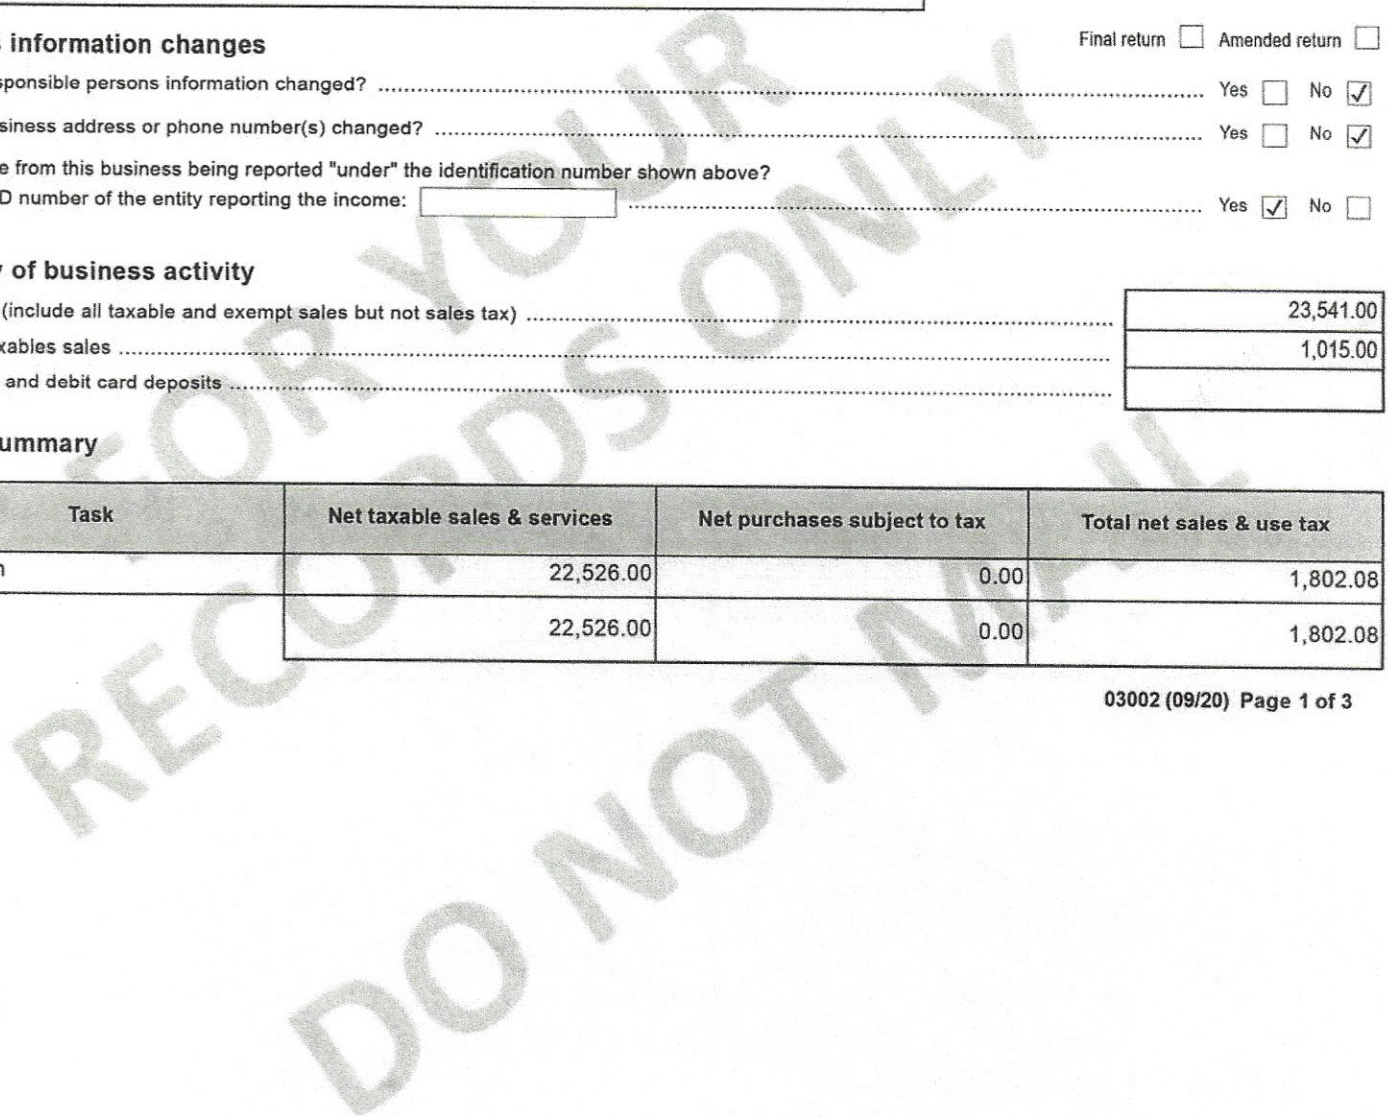 information changes
Final return Amended return
sponsible persons information changed? Yes No ✓
siness address or phone number(s) changed? Yes No ✓
e from this business being reported "under" the identification number shown above?
D number of the entity reporting the income: Yes ✓ No
of business activity
(include all taxable and exempt sales but not sales tax) 23,541.00
xables sales 1,015.00
and debit card deposits
ummary
Task Net taxable sales & services Net purchases subject to tax Total net sales & use tax
n 22,526.00 0.00 1,802.08
22,526.00 0.00 1,802.08
03002 (09/20) Page 1 of 3
FOR YOUR
RECORDS ONLY
DO NOT MAIL